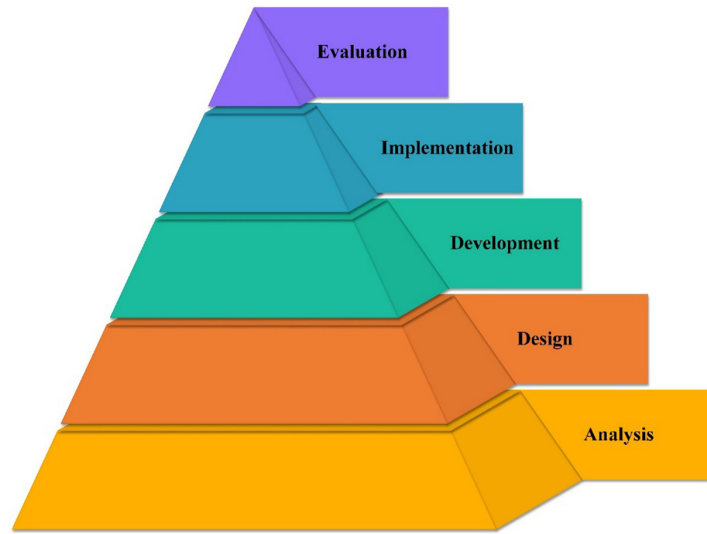 Evaluation
Implementation
Development
Design
Analysis